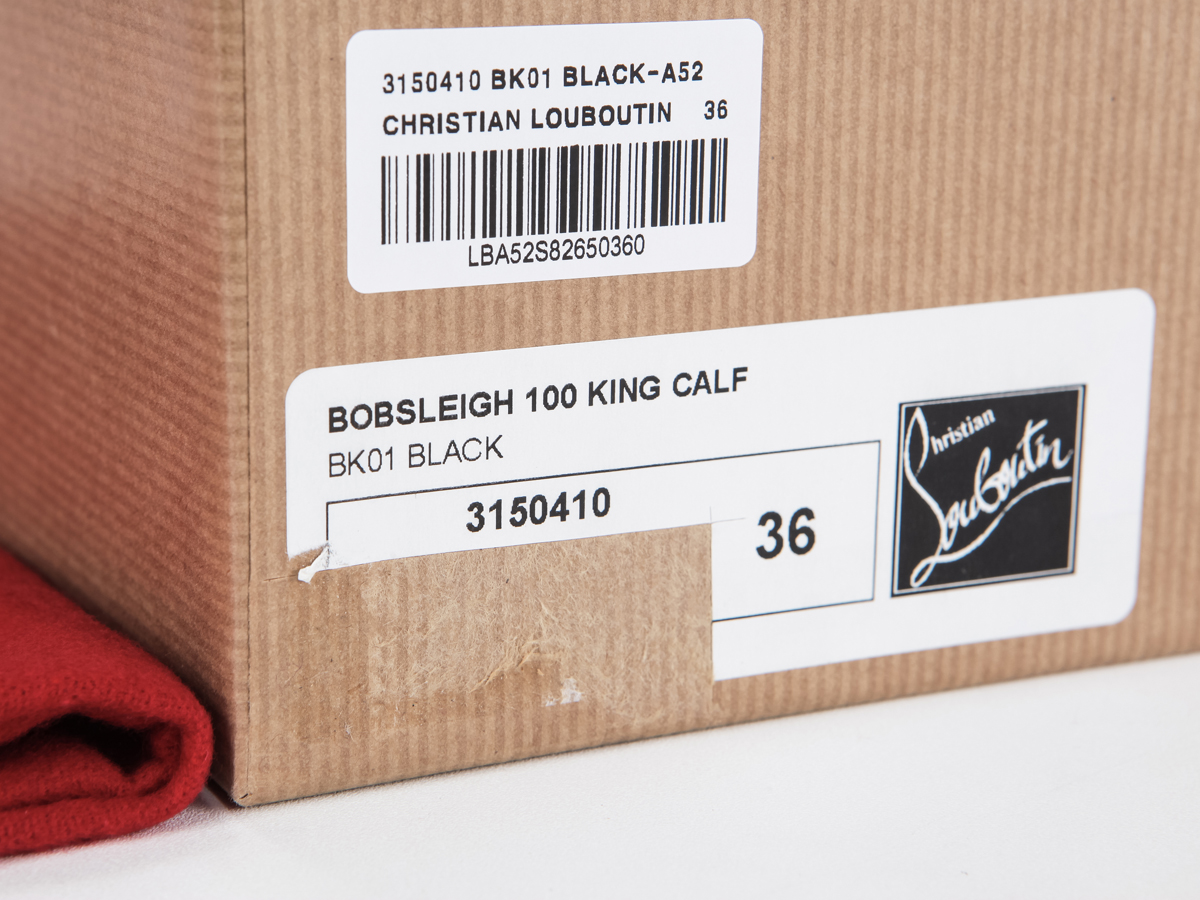 3150410 BK01 BLACK-A52
CHRISTIAN LOUBOUTIN 36
LBA52S82650360
BOBSLEIGH 100 KING CALF
BK01 BLACK
3150410
36
Christian
Louboutin